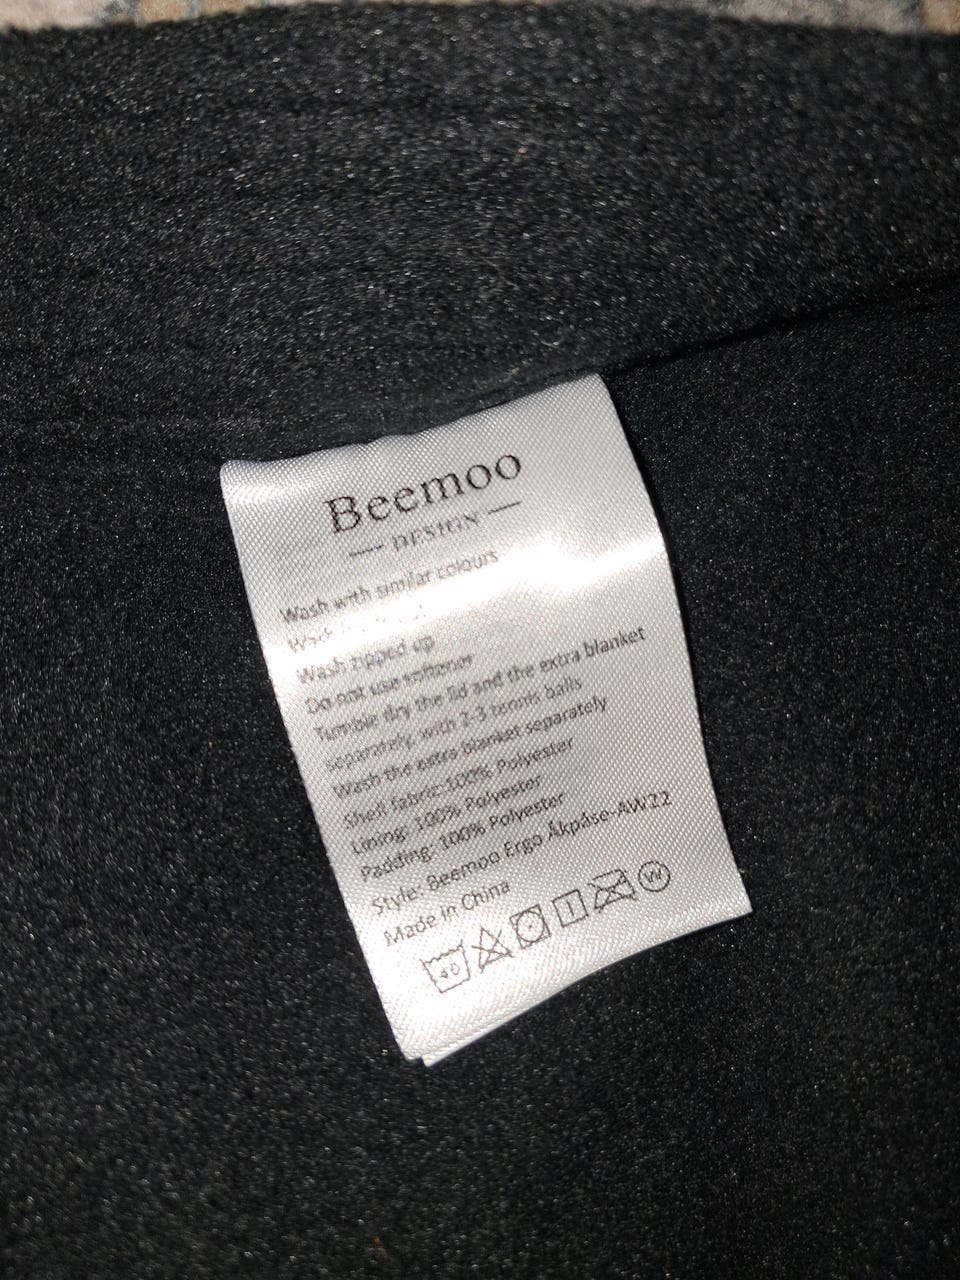 Beemoo
DESIGN
Wash with similar colours
Wash
Wash zipped up
Do not use softener
Tumble dry the lid and the extra blanket
separately, with 2-3 tennis balls
Wash the extra blanket separately
Shell fabric: 100% Polyester
Lining: 100% Polyester
Padding: 100% Polyester
Style: Beemoo Ergo Åkpåse-AW22
Made in China
40 W